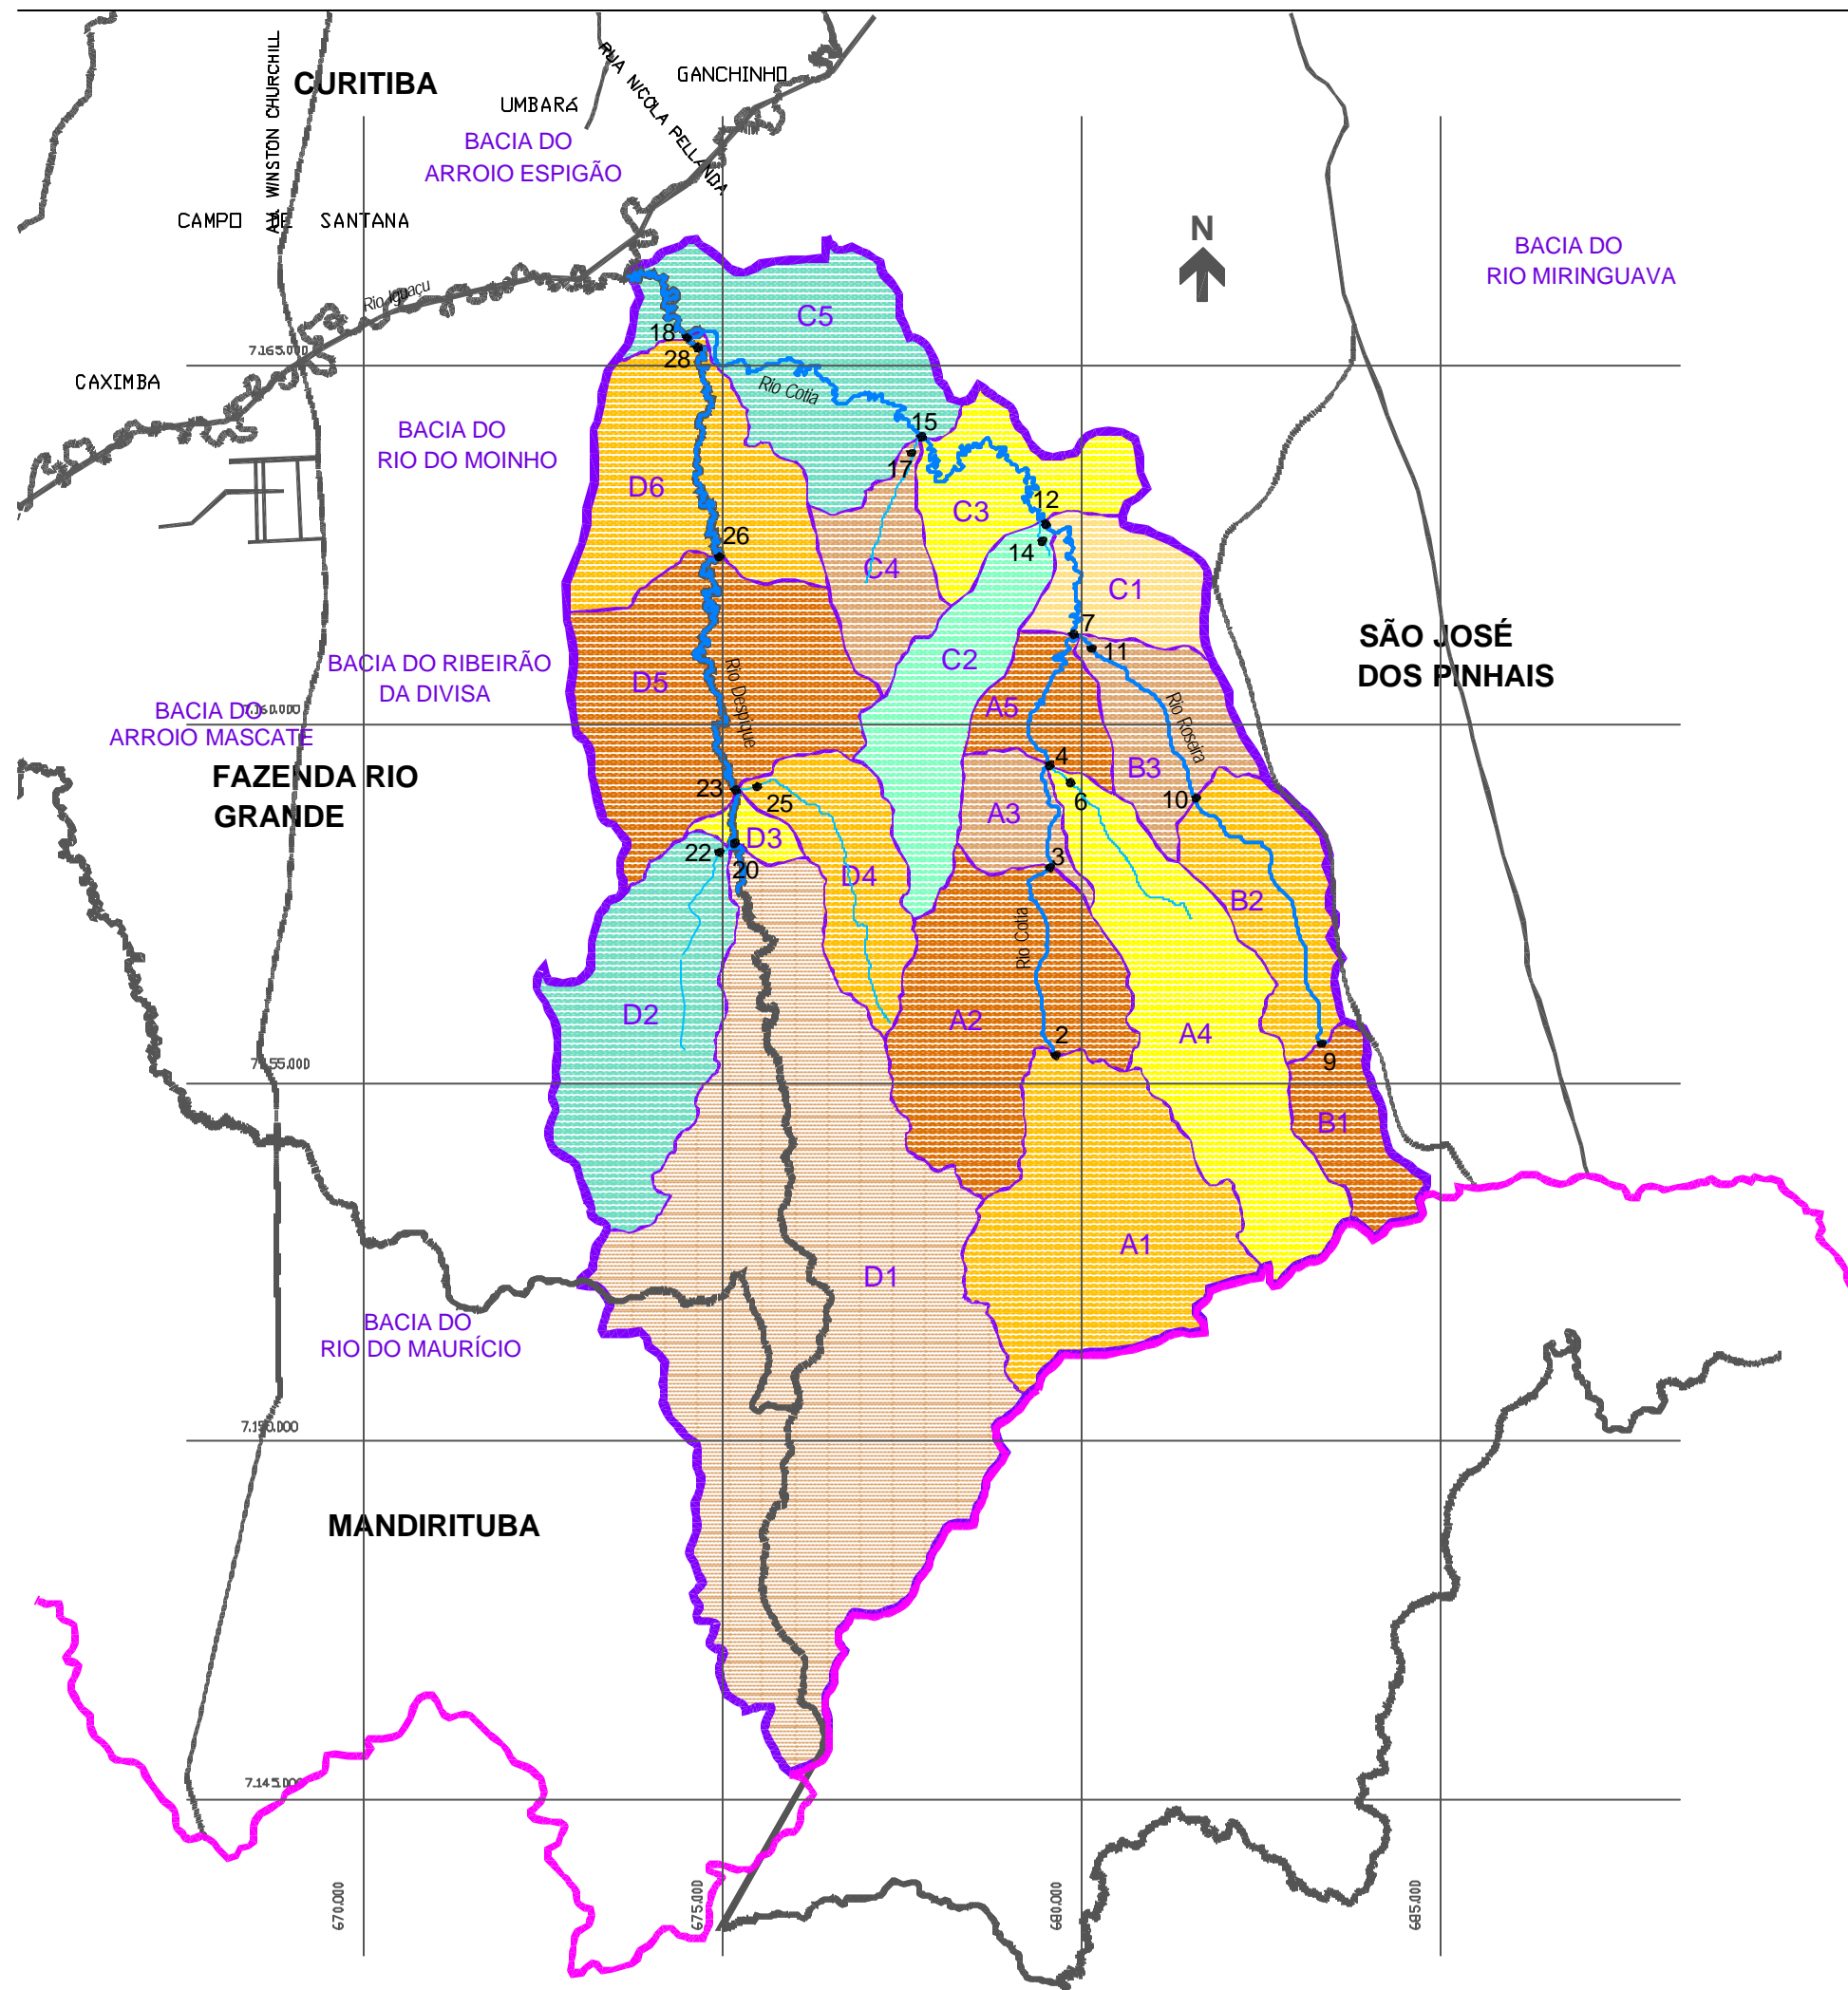 AV. WINSTON CHURCHILL
CURITIBA
RUA NICOLA PELLANDA
GANCHINHO
UMBARÁ
BACIA DO
ARROIO ESPIGÃO
CAMPO DE SANTANA
N
BACIA DO
RIO MIRINGUAVA
Rio Iguaçu
C5
18
7.165.000
28
CAXIMBA
Rio Cotia
BACIA DO
RIO DO MOINHO
15
17
D6
C3
12
26
14
C4
C1
7
11
SÃO JOSÉ
DOS PINHAIS
BACIA DO RIBEIRÃO
DA DIVISA
D5
Rio Despique
C2
A5
Rio Roseira
BACIA DO
7.160.000
ARROIO MASCATE
FAZENDA RIO
GRANDE
4
B3
23
25
6
10
A3
D3
22
20
3
D4
B2
Rio Cotia
D2
A2
A4
2
9
7.155.000
B1
A1
D1
BACIA DO
RIO DO MAURÍCIO
7.150.000
MANDIRITUBA
7.145.000
670.000
675.000
680.000
685.000